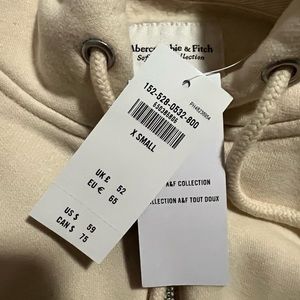 Abercrombie & Fitch
Collection
152-528-0532-800
X SMALL
UK £ 52
EU € 65
US $ 59
CAN $ 75
A&F COLLECTION
COLLECTION A&F TOUT DOUX